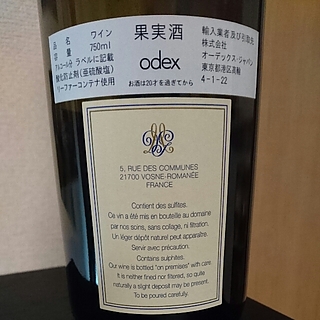 品名 ワイン
容量 750ml
アルコール分 ラベルに記載
酸化防止剤(亜硫酸塩)
リーファーコンテナ使用
果実酒
odex
お酒は20才を過ぎてから
輸入業者及び引取先
株式会社
オーデックス・ジャパン
東京都港区高輪
4-1-22
5, RUE DES COMMUNES
21700 VOSNE-ROMANÉE
FRANCE
Contient des sulfites.
Ce vin a été mis en bouteille au domaine
par nos soins, sans collage, ni filtration.
Un léger dépôt naturel peut apparaître.
Servir avec précaution.
Contains sulphites.
Our wine is bottled "on premises" with care.
It is neither fined nor filtered, so quite
naturally a slight deposit may be present.
To be poured carefully.